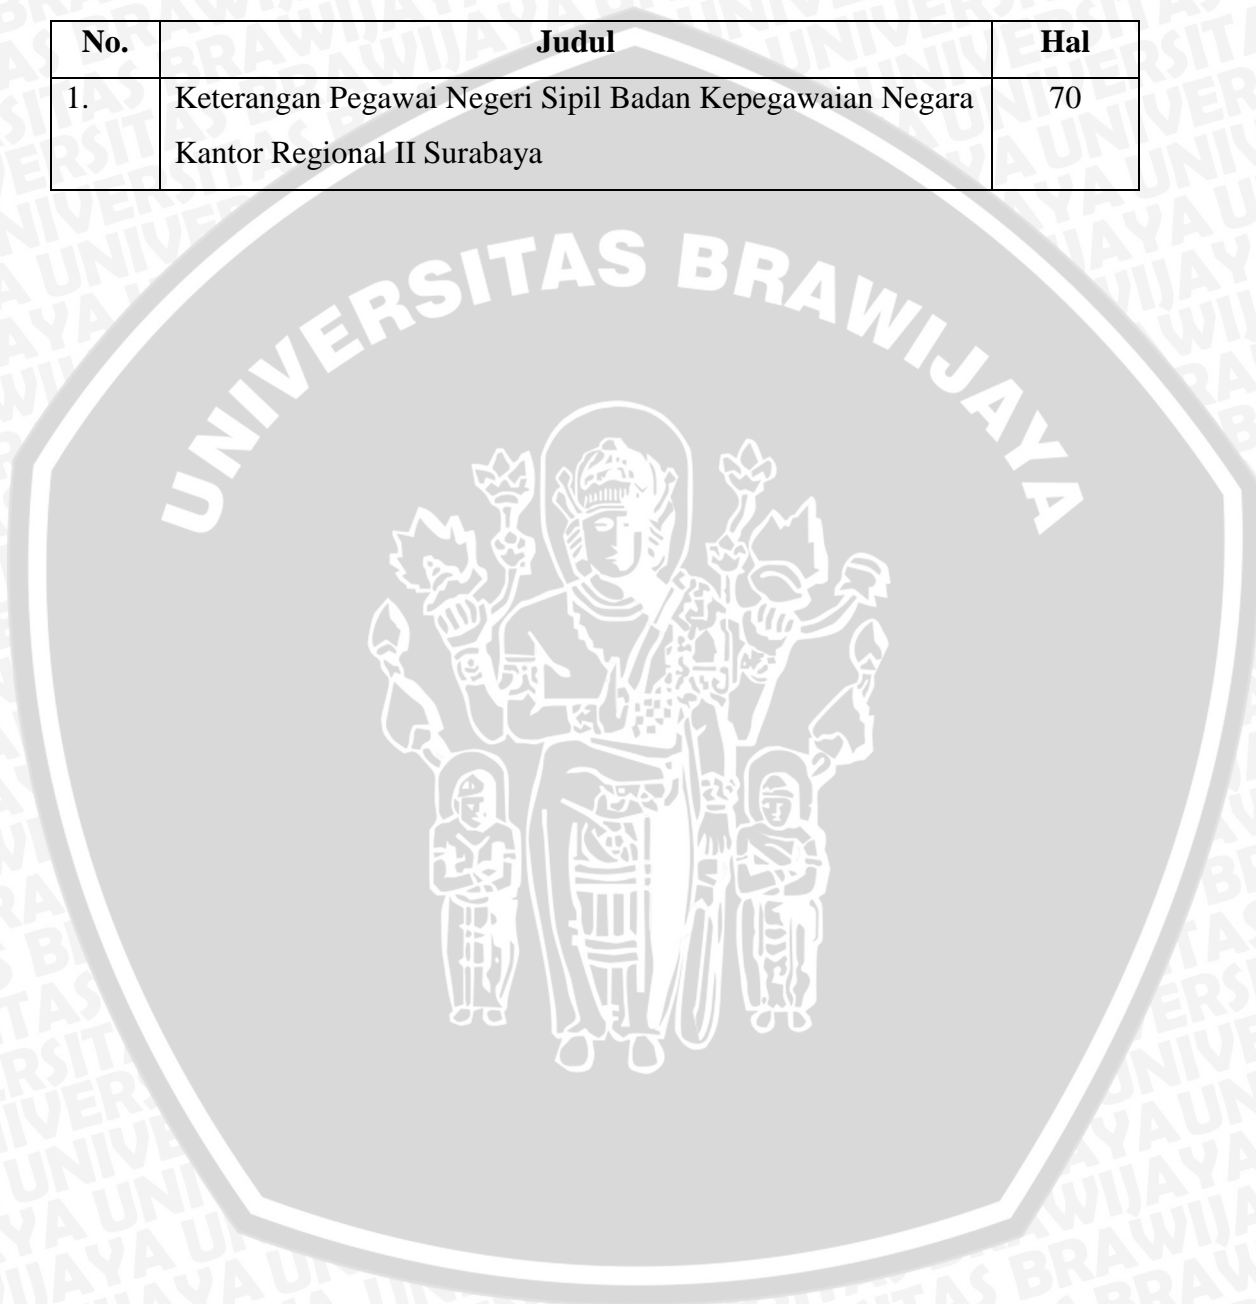 No. Judul Hal
1. Keterangan Pegawai Negeri Sipil Badan Kepegawaian Negara 70
Kantor Regional II Surabaya
UNIVERSITAS BRAWIJAYA